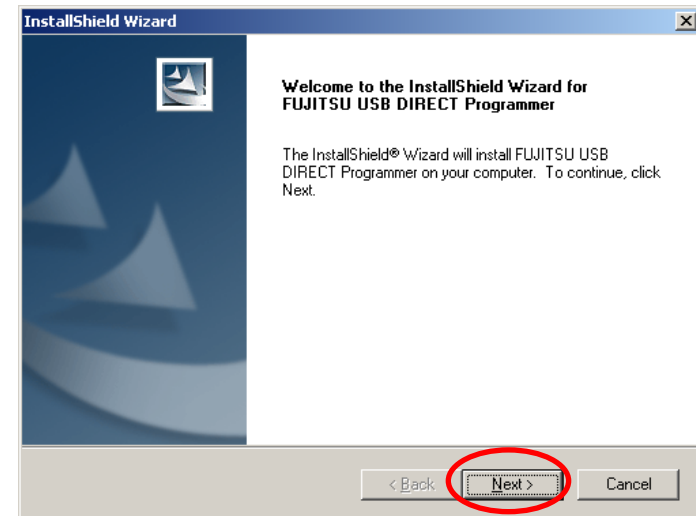 InstallShield Wizard
Welcome to the InstallShield Wizard for
FUJITSU USB DIRECT Programmer
The InstallShield® Wizard will install FUJITSU USB
DIRECT Programmer on your computer. To continue, click
Next.
< Back Next > Cancel